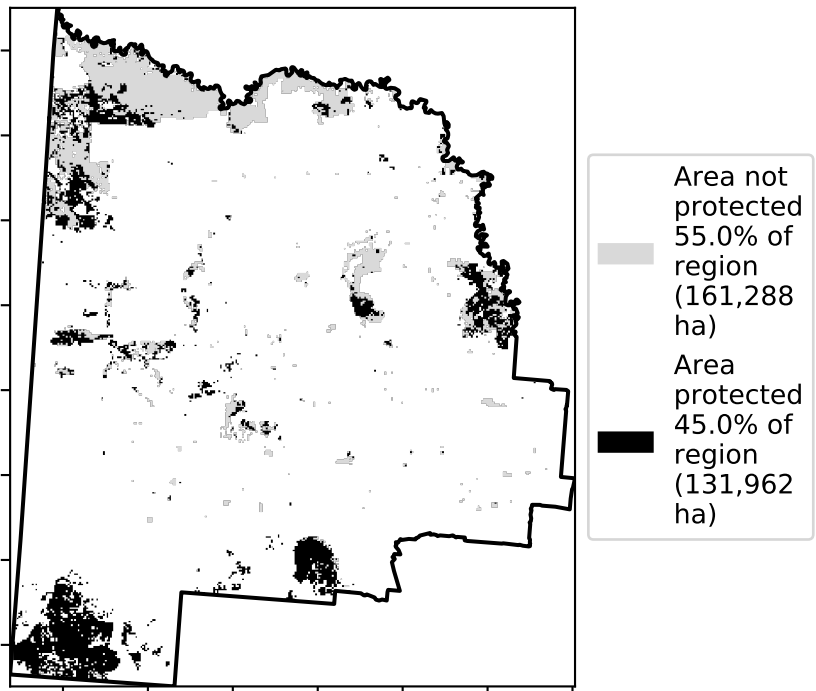 Area not
protected
55.0% of
region
(161,288
ha)
Area
protected
45.0% of
region
(131,962
ha)